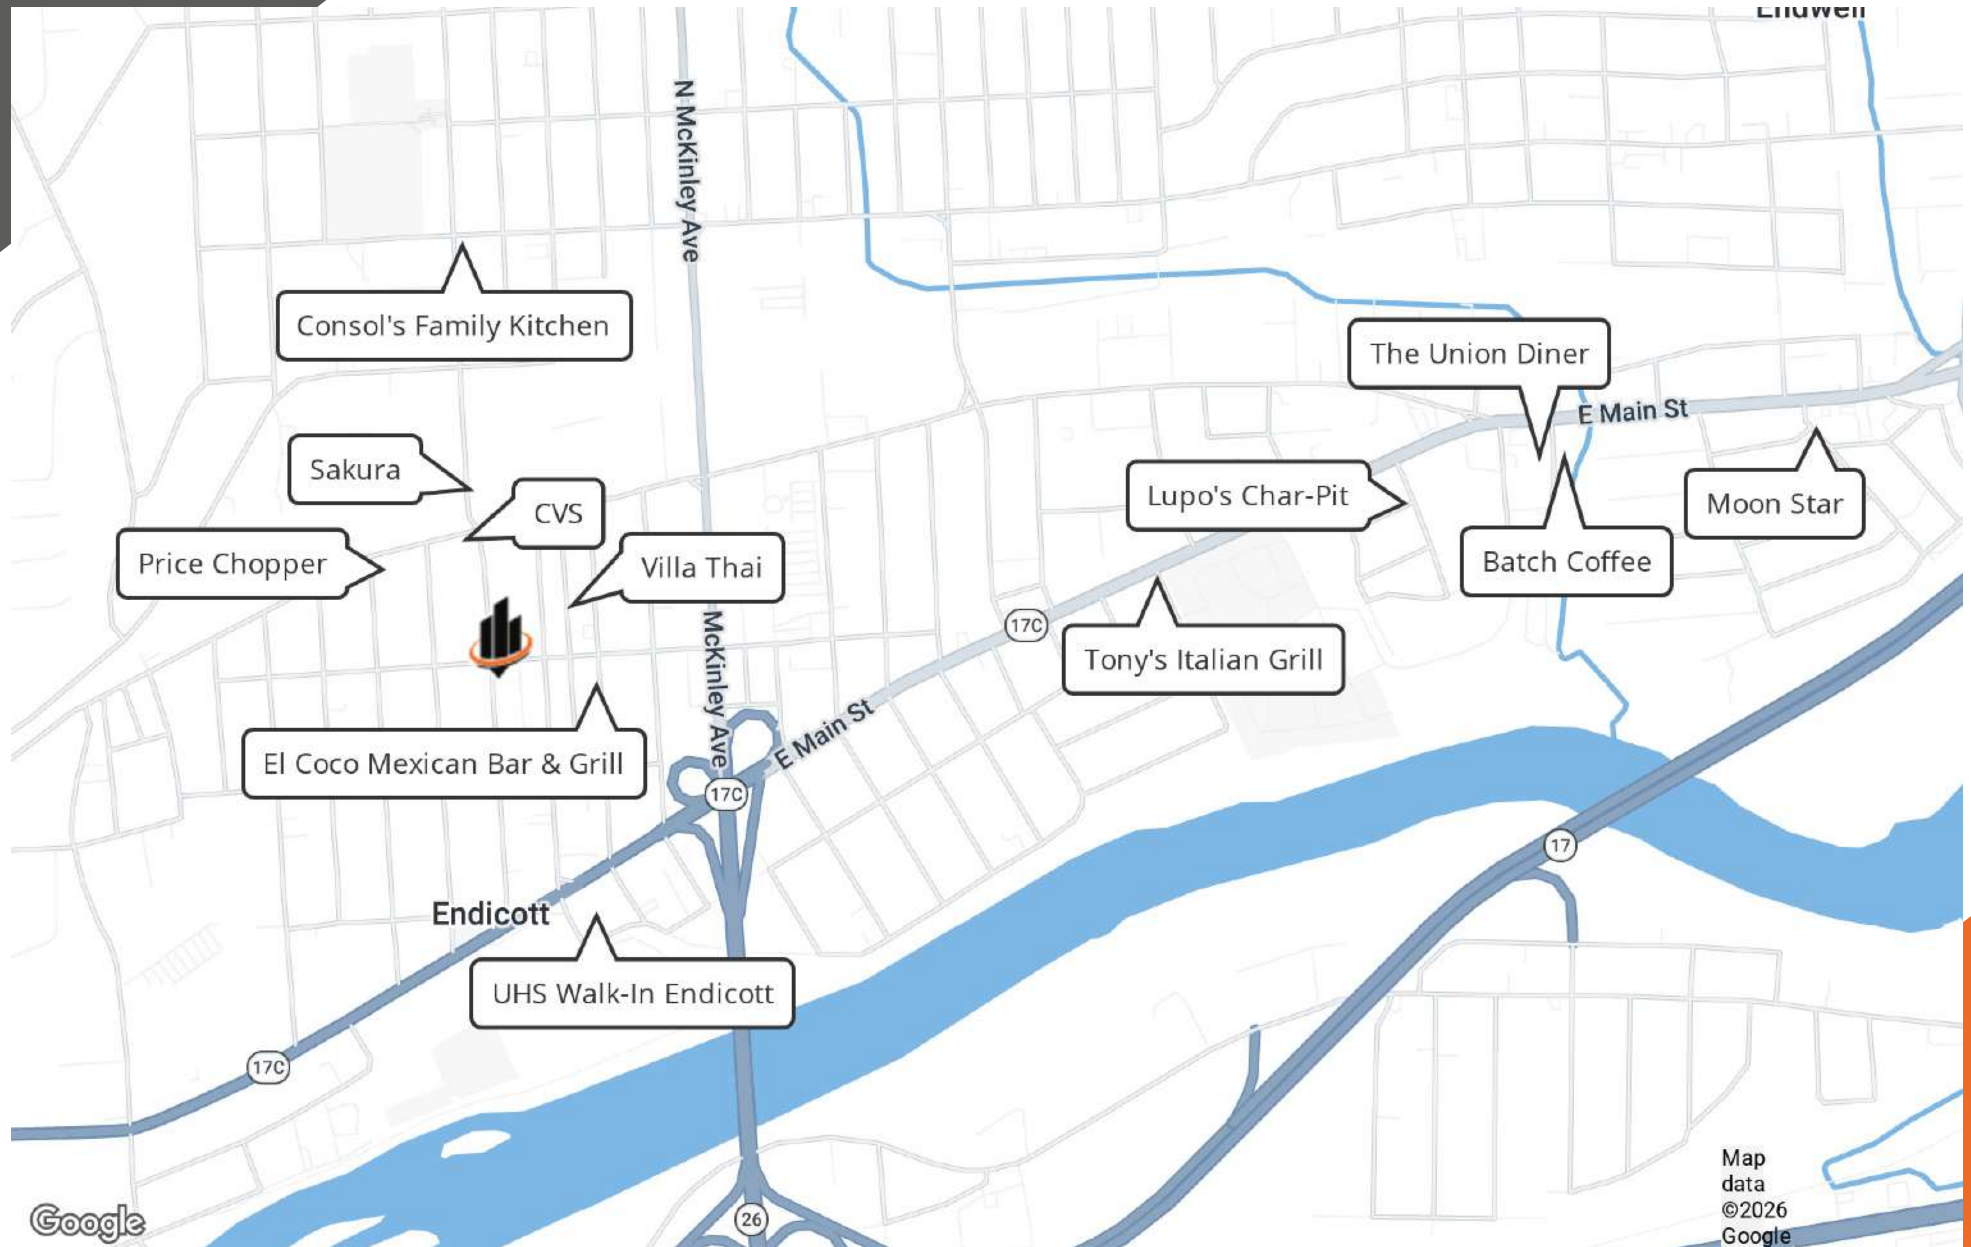 Endwell
N McKinley Ave
Consol's Family Kitchen
The Union Diner
E Main St
Sakura
CVS
Lupo's Char-Pit
Moon Star
Price Chopper
Villa Thai
Batch Coffee
17C
McKinley Ave
Tony's Italian Grill
El Coco Mexican Bar & Grill
E Main St
17C
17
Endicott
UHS Walk-In Endicott
17C
26
Google
Map
data
©2026
Google